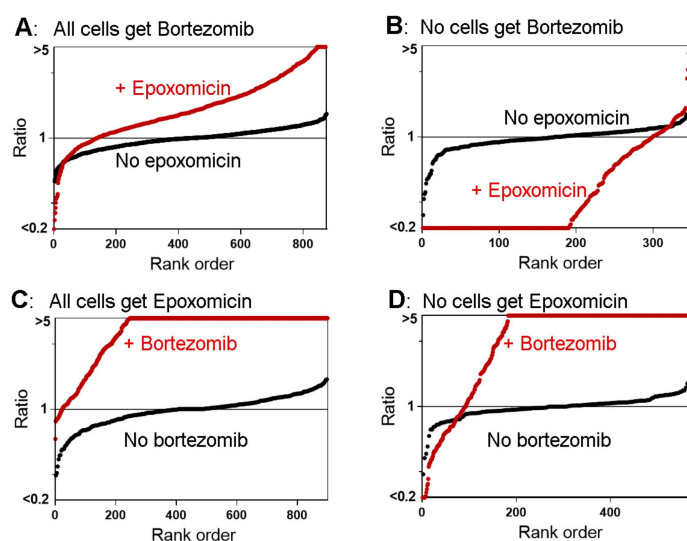 A: All cells get Bortezomib
>5
+ Epoxomicin
Ratio
1
No epoxomicin
<0.2
0 200 400 600 800
Rank order
B: No cells get Bortezomib
>5
No epoxomicin
Ratio
1
+ Epoxomicin
<0.2
0 100 200 300
Rank order
C: All cells get Epoxomicin
>5
+ Bortezomib
Ratio
1
No bortezomib
<0.2
0 200 400 600 800
Rank order
D: No cells get Epoxomicin
>5
+ Bortezomib
Ratio
1
No bortezomib
<0.2
0 200 400
Rank order